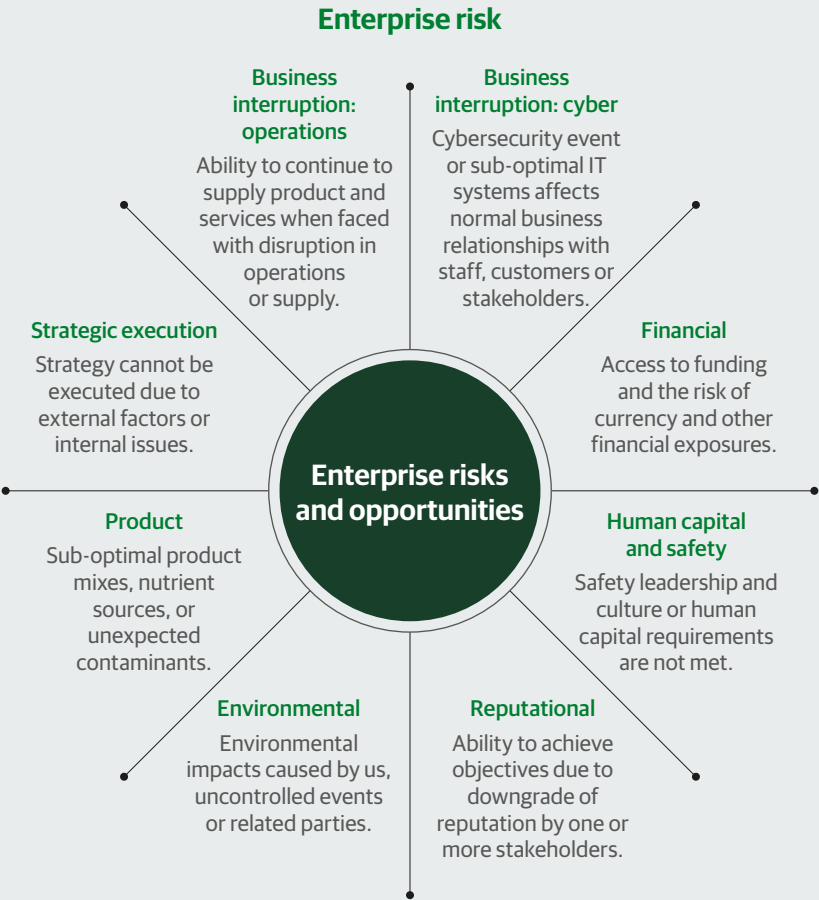 Enterprise risk
Business
interruption:
operations
Ability to continue to
supply product and
services when faced
with disruption in
operations
or supply.
Business
interruption: cyber
Cybersecurity event
or sub-optimal IT
systems affects
normal business
relationships with
staff, customers or
stakeholders.
Strategic execution
Strategy cannot be
executed due to
external factors or
internal issues.
Financial
Access to funding
and the risk of
currency and other
financial exposures.
Enterprise risks
and opportunities
Product
Sub-optimal product
mixes, nutrient
sources, or
unexpected
contaminants.
Human capital
and safety
Safety leadership and
culture or human
capital requirements
are not met.
Environmental
Environmental
impacts caused by us,
uncontrolled events
or related parties.
Reputational
Ability to achieve
objectives due to
downgrade of
reputation by one or
more stakeholders.